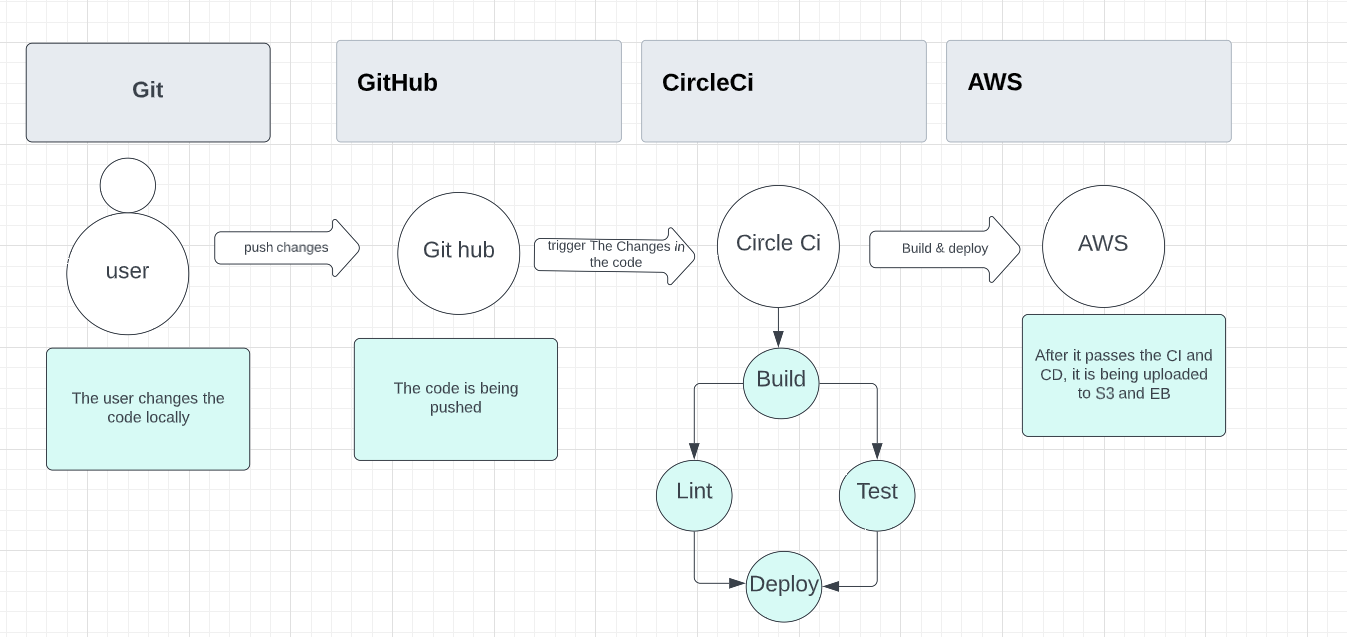 Git
GitHub
CircleCi
AWS
user
push changes
Git hub
trigger The Changes in
the code
Circle Ci
Build & deploy
AWS
The user changes the
code locally
The code is being
pushed
After it passes the CI and
CD, it is being uploaded
to S3 and EB
Build
Lint
Test
Deploy